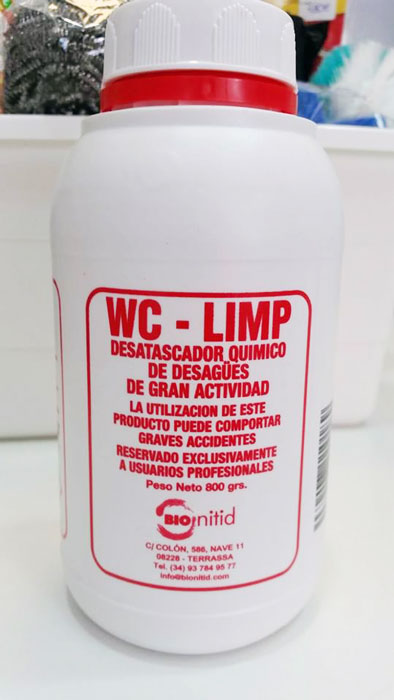 WC - LIMP
DESATASCADOR QUIMICO
DE DESAGÜES
DE GRAN ACTIVIDAD
LA UTILIZACION DE ESTE
PRODUCTO PUEDE COMPORTAR
GRAVES ACCIDENTES
RESERVADO EXCLUSIVAMENTE
A USUARIOS PROFESIONALES
Peso Neto 800 grs.
BIOnitid
C/ COLÓN, 586, NAVE 11
08228 - TERRASSA
Tel. (34) 93 784 95 77
info@bionitid.com